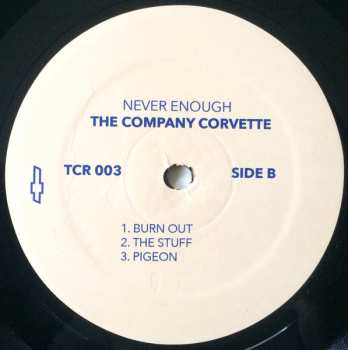 NEVER ENOUGH
THE COMPANY CORVETTE
TCR 003 SIDE B
1. BURN OUT
2. THE STUFF
3. PIGEON